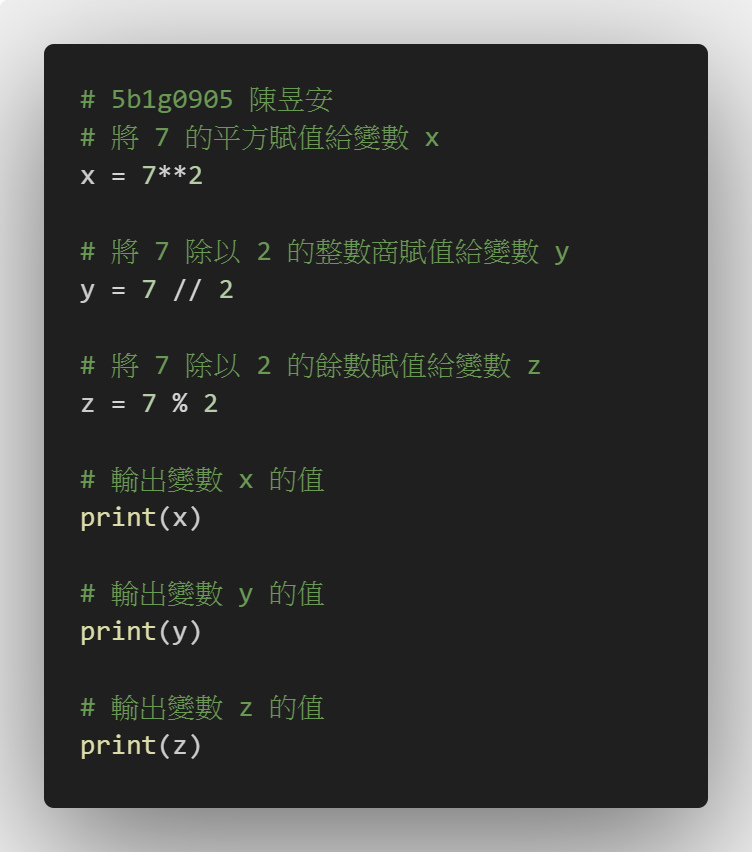 # 5b1g0905 陳昱安
# 將 7 的平方賦值給變數 x
x = 7**2
# 將 7 除以 2 的整數商賦值給變數 y
y = 7 // 2
# 將 7 除以 2 的餘數賦值給變數 z
z = 7 % 2
# 輸出變數 x 的值
print(x)
# 輸出變數 y 的值
print(y)
# 輸出變數 z 的值
print(z)